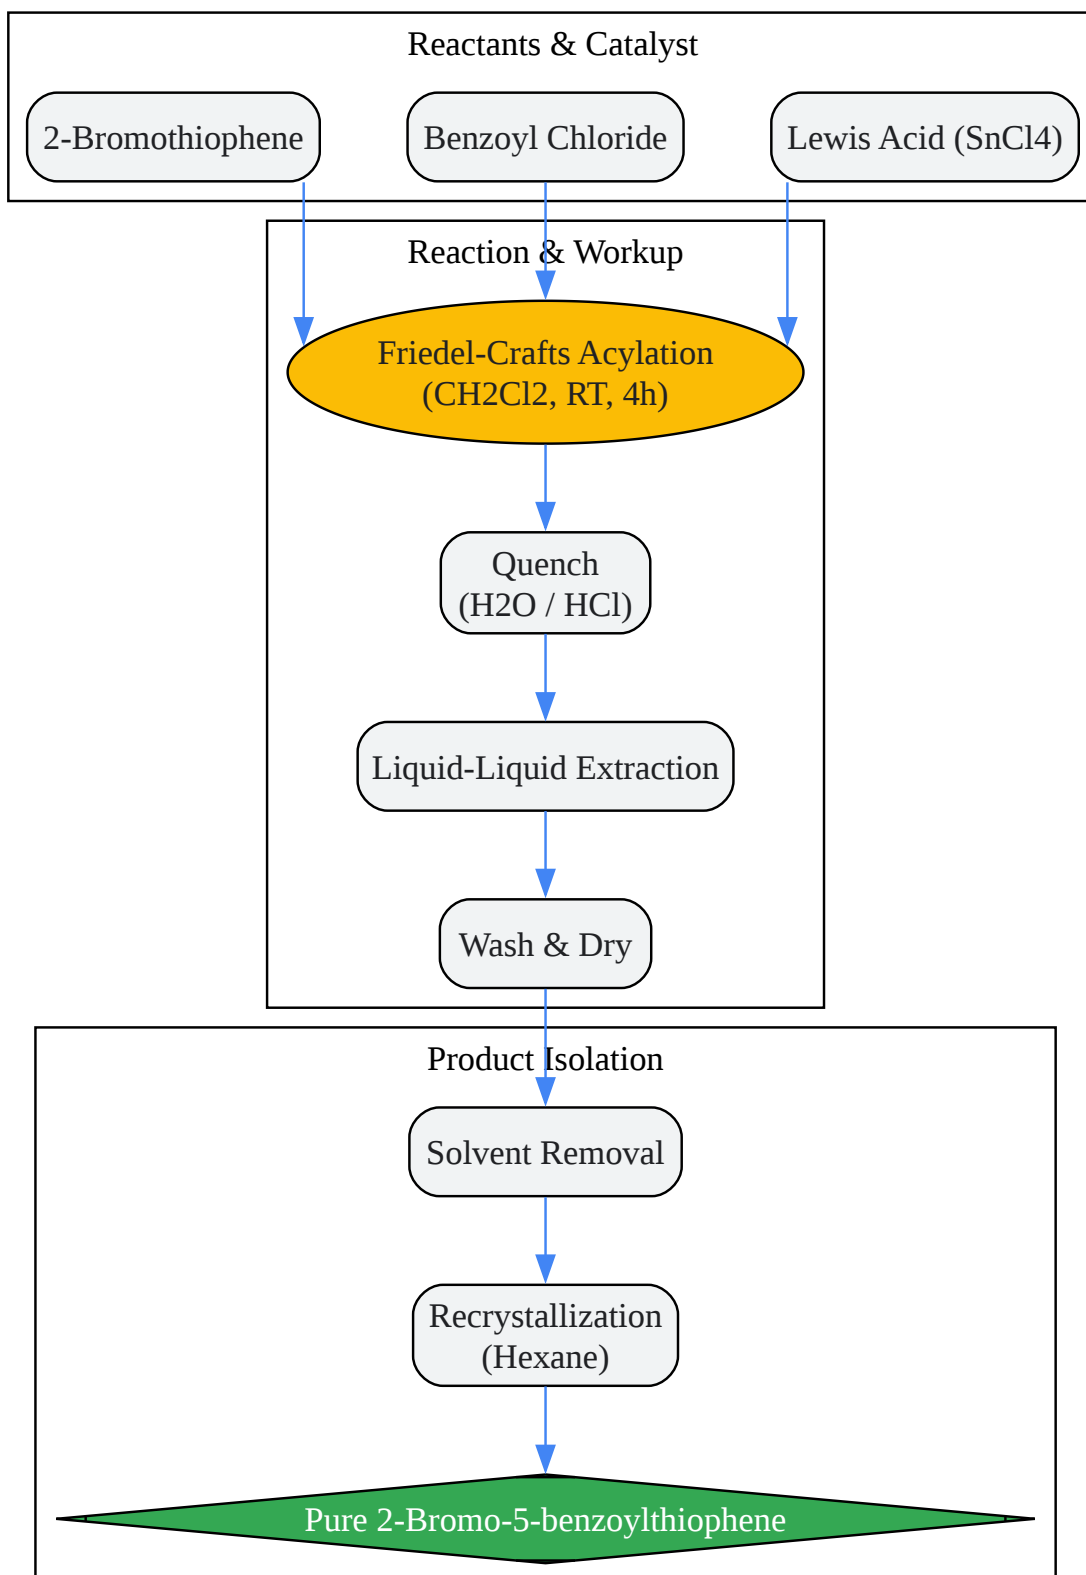 Reactants & Catalyst
2-Bromothiophene
Benzoyl Chloride
Lewis Acid (SnCl4)
Reaction & Workup
Friedel-Crafts Acylation
(CH2Cl2, RT, 4h)
Quench
(H2O / HCl)
Liquid-Liquid Extraction
Wash & Dry
Product Isolation
Solvent Removal
Recrystallization
(Hexane)
Pure 2-Bromo-5-benzoylthiophene